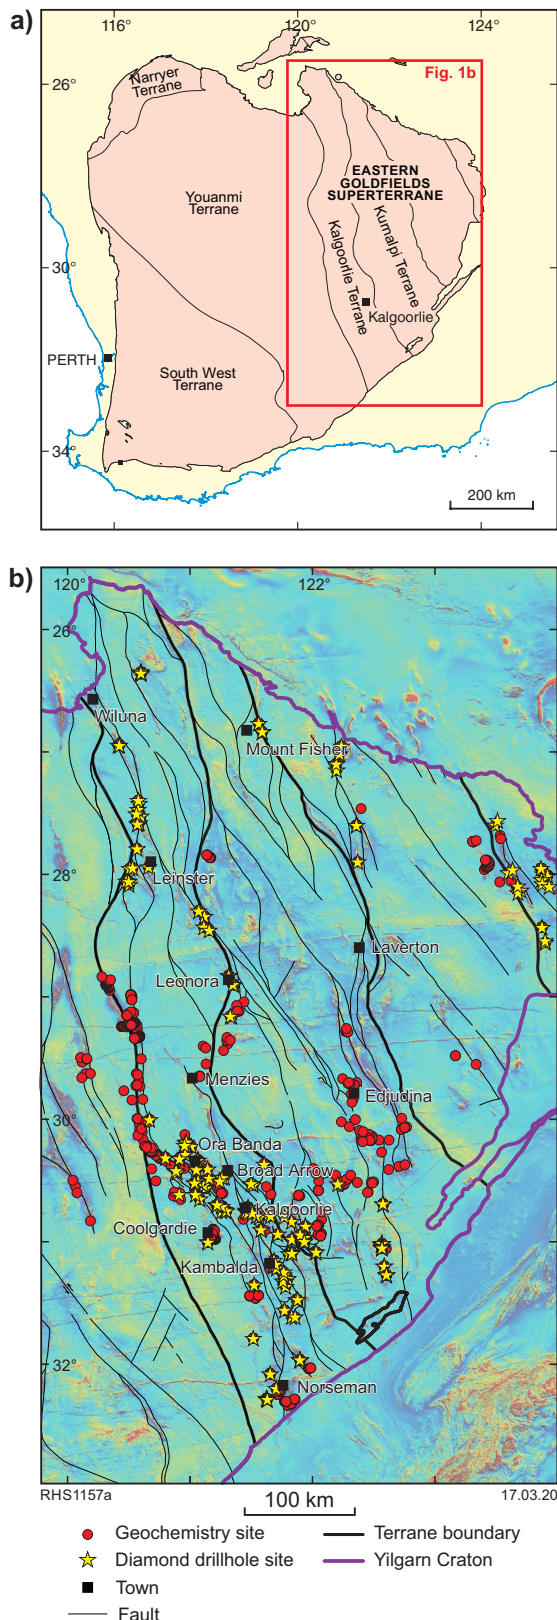 a)
116°
120°
124°
26°
Narryer
Terrane
Fig. 1b
EASTERN
GOLDFIELDS
SUPERTERRANE
Youanmi
Terrane
Kurnalpi Terrane
Kalgoorlie Terrane
30°
Kalgoorlie
PERTH
South West
Terrane
34°
200 km
b)
120°
122°
26°
Wiluna
Mount Fisher
28°
Leinster
Laverton
Leonora
Menzies
Edjudina
30°
Ora Banda
Broad Arrow
Kalgoorlie
Coolgardie
Kambalda
32°
Norseman
RHS1157a
17.03.20
100 km
Geochemistry site
Terrane boundary
Diamond drillhole site
Yilgarn Craton
Town
Fault